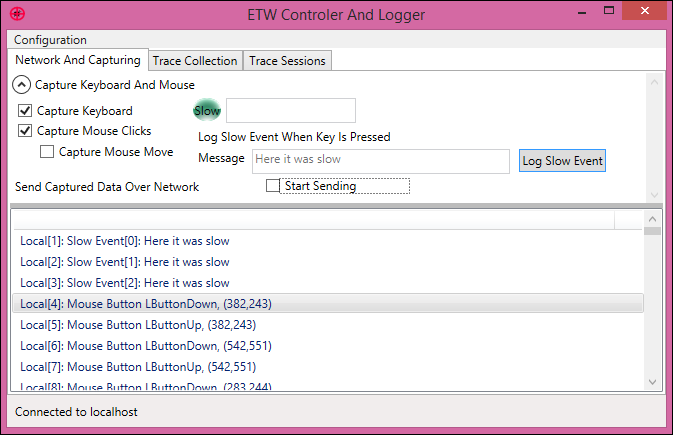 ETW Controler And Logger
Configuration
Network And Capturing Trace Collection Trace Sessions
Capture Keyboard And Mouse
Capture Keyboard Slow
Capture Mouse Clicks
Log Slow Event When Key Is Pressed
Capture Mouse Move
Message Here it was slow Log Slow Event
Send Captured Data Over Network Start Sending
Local[1]: Slow Event[0]: Here it was slow
Local[2]: Slow Event[1]: Here it was slow
Local[3]: Slow Event[2]: Here it was slow
Local[4]: Mouse Button LButtonDown, (382,243)
Local[5]: Mouse Button LButtonUp, (382,243)
Local[6]: Mouse Button LButtonDown, (542,551)
Local[7]: Mouse Button LButtonUp, (542,551)
Local[8]: Mouse Button LButtonDown, (283,244)
Connected to localhost